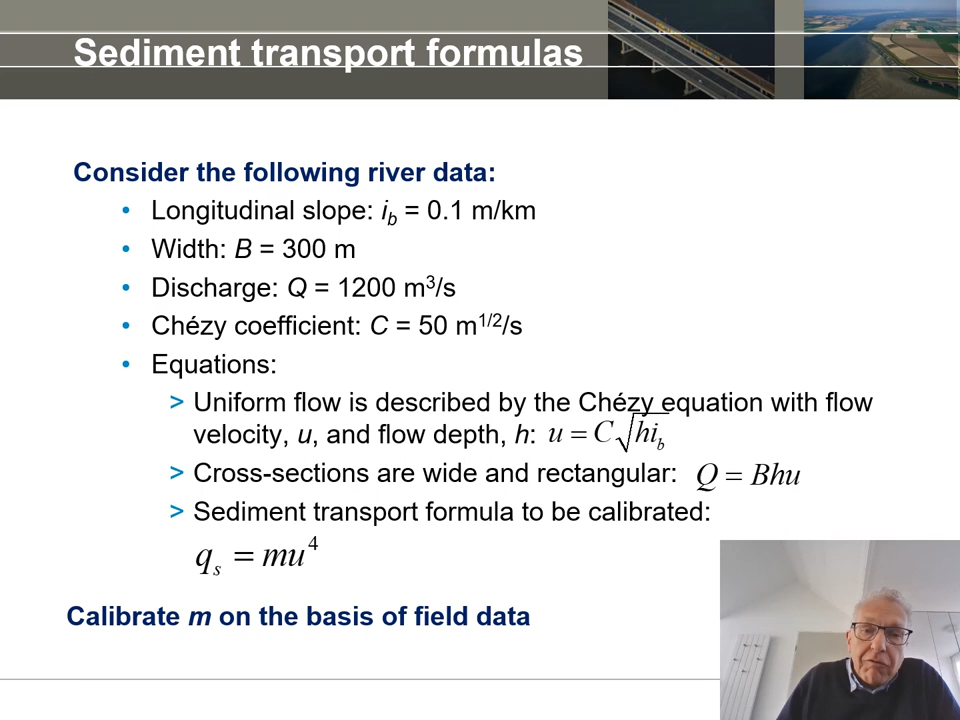 Sediment transport formulas
Consider the following river data:
• Longitudinal slope: i_b = 0.1 m/km
• Width: B = 300 m
• Discharge: Q = 1200 m³/s
• Chézy coefficient: C = 50 m^1/2/s
• Equations:
> Uniform flow is described by the Chézy equation with flow
velocity, u, and flow depth, h: u = C√hi_b
> Cross-sections are wide and rectangular: Q = Bhu
> Sediment transport formula to be calibrated:
q_s = mu⁴
Calibrate m on the basis of field data